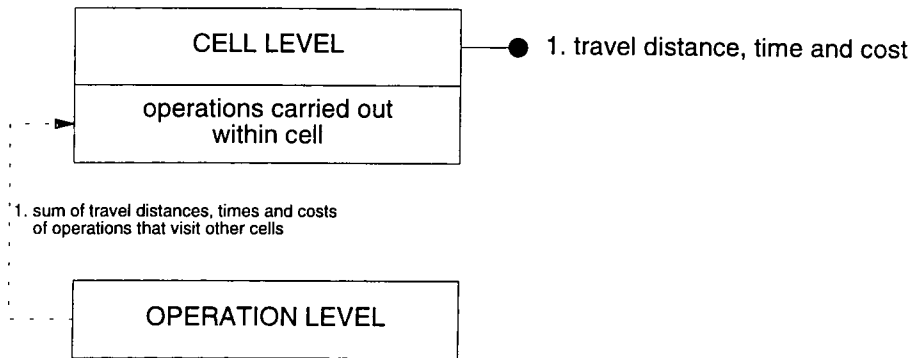 CELL LEVEL
1. travel distance, time and cost
operations carried out
within cell
1. sum of travel distances, times and costs
of operations that visit other cells
OPERATION LEVEL